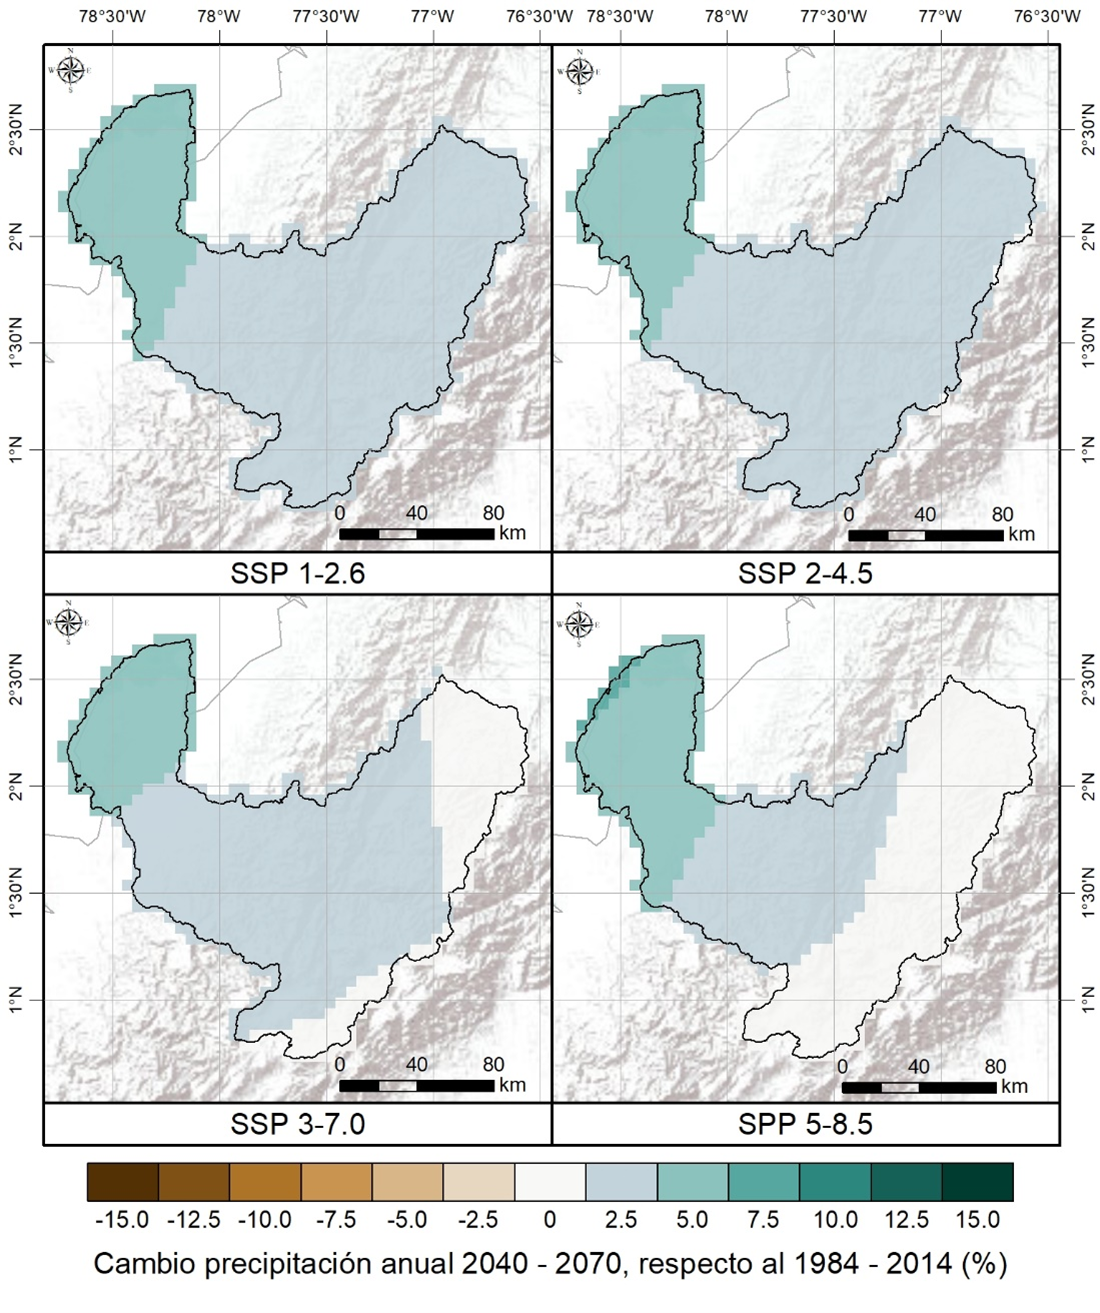 78°30'W 78°W 77°30'W 77°W 76°30'W 78°30'W 78°W 77°30'W 77°W 76°30'W
N
W E
S
N
W E
S
2°30'N 2°30'N
2°N 2°N
1°30'N 1°30'N
1°N 1°N
0 40 80
km
0 40 80
km
SSP 1-2.6 SSP 2-4.5
N
W E
S
N
W E
S
2°30'N 2°30'N
2°N 2°N
1°30'N 1°30'N
1°N 1°N
0 40 80
km
0 40 80
km
SSP 3-7.0 SPP 5-8.5
-15.0 -12.5 -10.0 -7.5 -5.0 -2.5 0 2.5 5.0 7.5 10.0 12.5 15.0
Cambio precipitación anual 2040 - 2070, respecto al 1984 - 2014 (%)